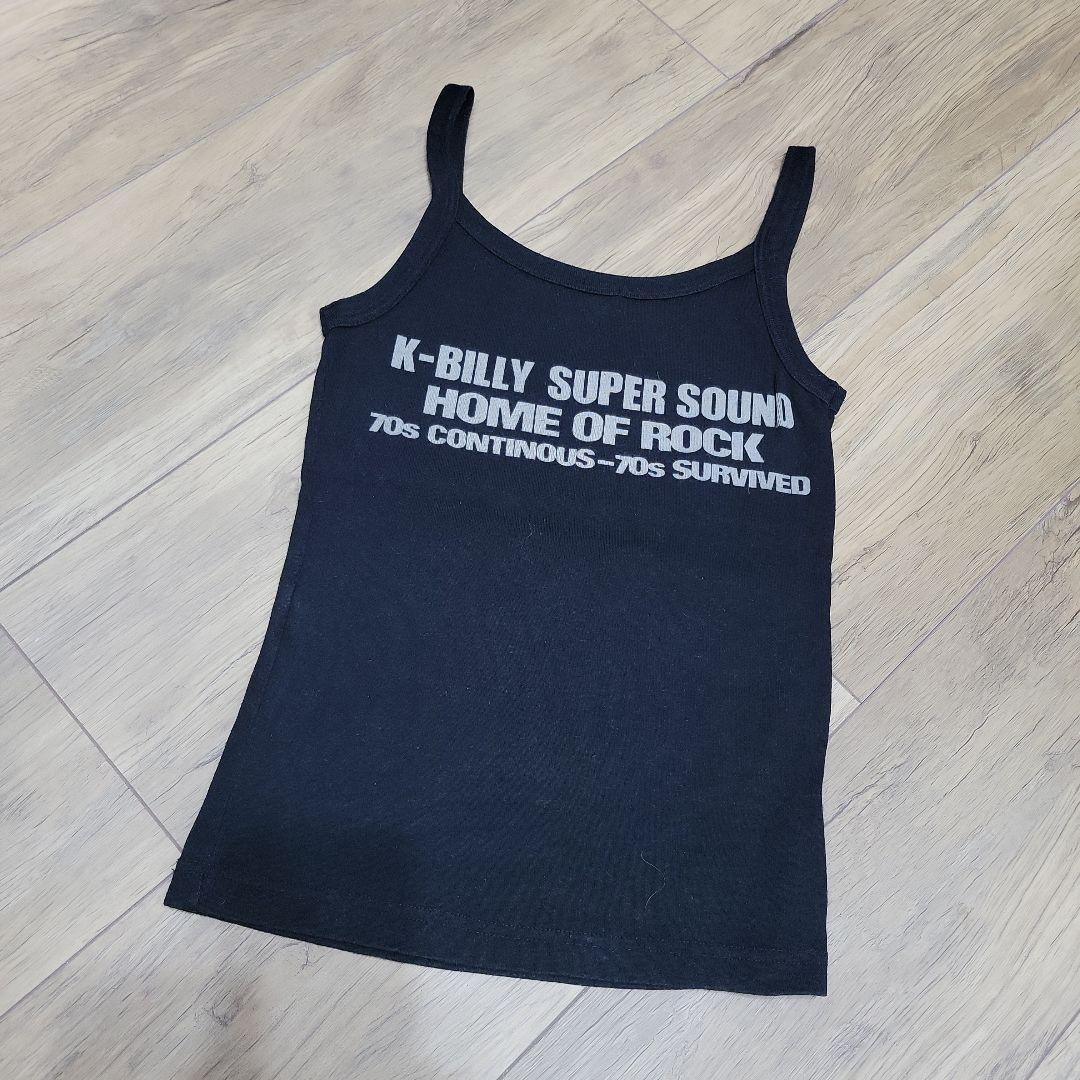 K-BILLY SUPER SOUND
HOME OF ROCK
70s CONTINOUS-70s SURVIVED